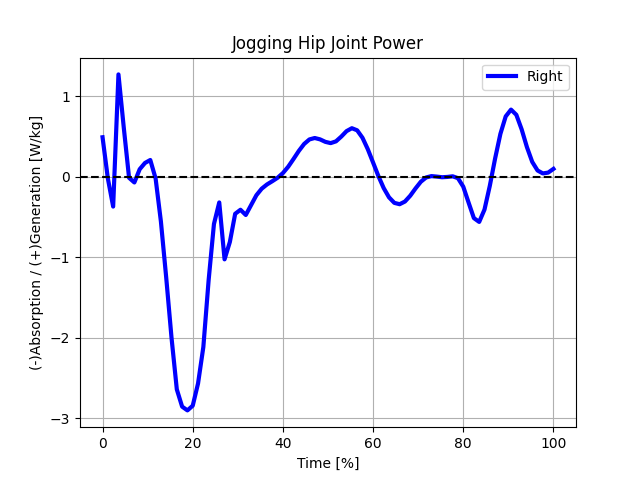 Jogging Hip Joint Power
Right
(-)Absorption / (+)Generation [W/kg]
1
0
−1
−2
−3
0 20 40 60 80 100
Time [%]